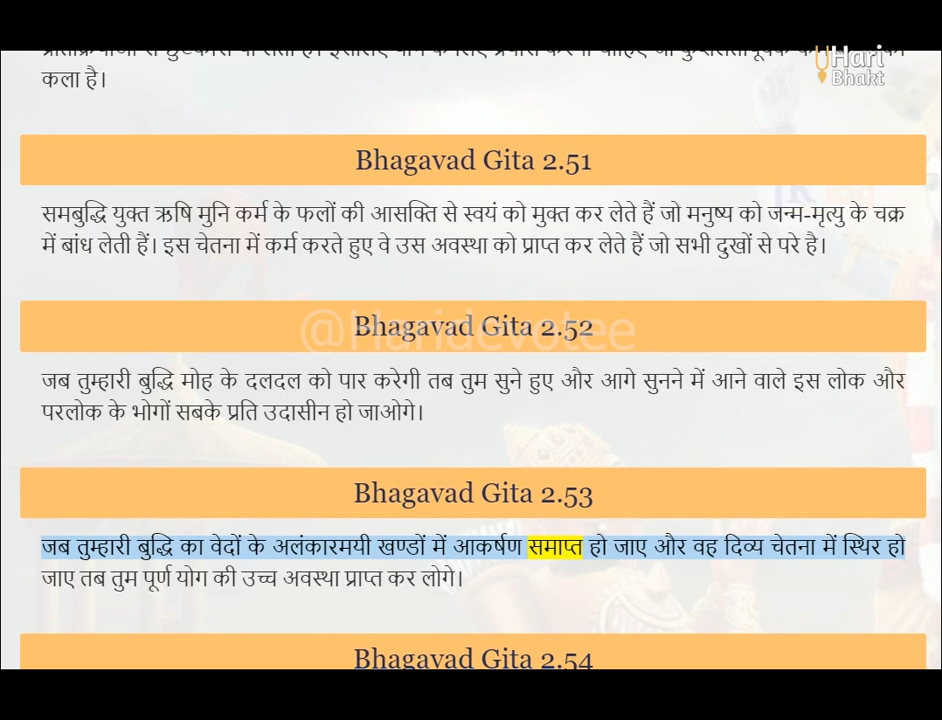 Hari
Bhakt
कला है।
Bhagavad Gita 2.51
समबुद्धि युक्त ऋषि मुनि कर्म के फलों की आसक्ति से स्वयं को मुक्त कर लेते हैं जो मनुष्य को जन्म-मृत्यु के चक्र
में बांध लेती हैं। इस चेतना में कर्म करते हुए वे उस अवस्था को प्राप्त कर लेते हैं जो सभी दुखों से परे है।
Bhagavad Gita 2.52
@Haridevotee
जब तुम्हारी बुद्धि मोह के दलदल को पार करेगी तब तुम सुने हुए और आगे सुनने में आने वाले इस लोक और
परलोक के भोगों सबके प्रति उदासीन हो जाओगे।
Bhagavad Gita 2.53
जब तुम्हारी बुद्धि का वेदों के अलंकारमयी खण्डों में आकर्षण समाप्त हो जाए और वह दिव्य चेतना में स्थिर हो
जाए तब तुम पूर्ण योग की उच्च अवस्था प्राप्त कर लोगे।
Bhagavad Gita 2.54